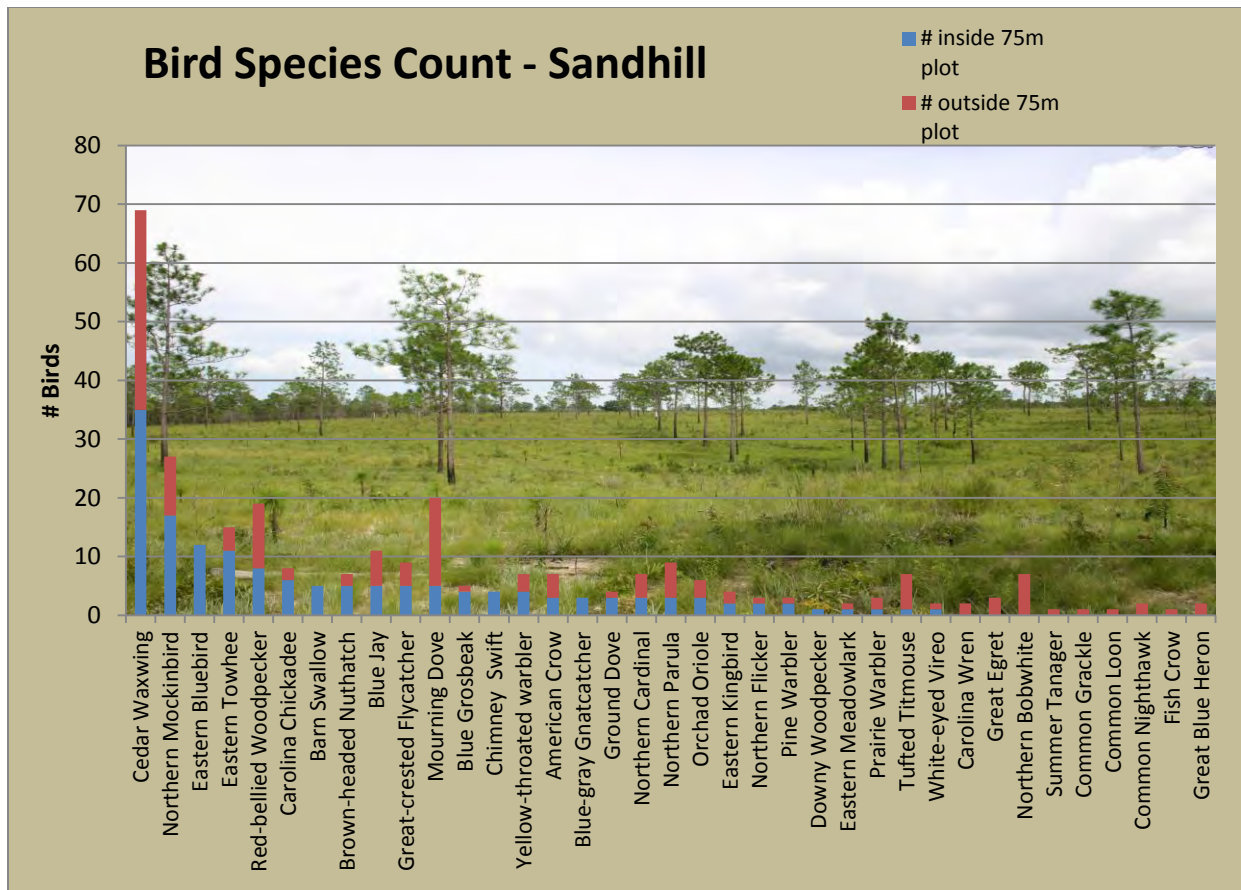 Bird Species Count - Sandhill
# inside 75m
plot
# outside 75m
plot
# Birds
80
70
60
50
40
30
20
10
0
Cedar Waxwing
Northern Mockinbird
Eastern Bluebird
Eastern Towhee
Red-bellied Woodpecker
Carolina Chickadee
Barn Swallow
Brown-headed Nuthatch
Blue Jay
Great-crested Flycatcher
Mourning Dove
Blue Grosbeak
Chimney Swift
Yellow-throated warbler
American Crow
Blue-gray Gnatcatcher
Ground Dove
Northern Cardinal
Northern Parula
Orchad Oriole
Eastern Kingbird
Northern Flicker
Pine Warbler
Downy Woodpecker
Eastern Meadowlark
Prairie Warbler
Tufted Titmouse
White-eyed Vireo
Carolina Wren
Great Egret
Northern Bobwhite
Summer Tanager
Common Grackle
Common Loon
Common Nighthawk
Fish Crow
Great Blue Heron